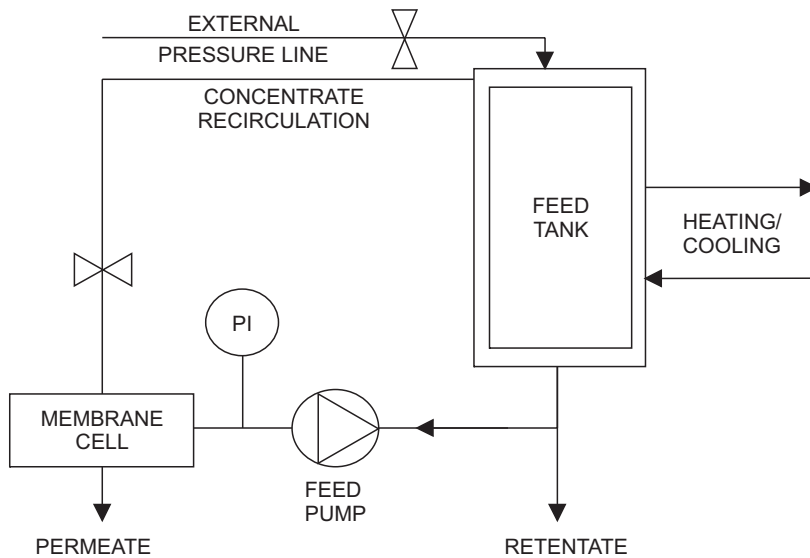 EXTERNAL
PRESSURE LINE
CONCENTRATE
RECIRCULATION
FEED
TANK
HEATING/
COOLING
PI
MEMBRANE
CELL
FEED
PUMP
PERMEATE
RETENTATE